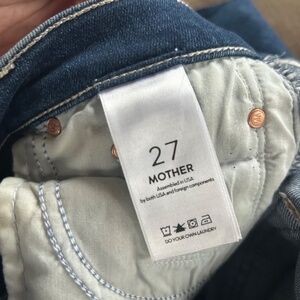 27
MOTHER
Assembled in USA
by both USA and foreign components
DO YOUR OWN LAUNDRY